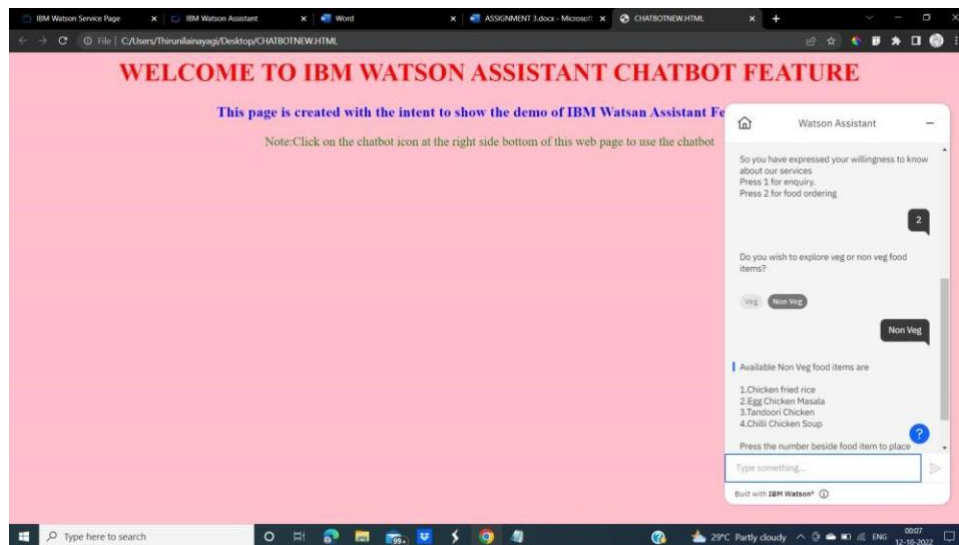 IBM Watson Service Page
IBM Watson Assistant
Word
ASSIGNMENT 3.docx - Microsoft
CHATBOTNEW.HTML
File | C:/Users/Thirunilainayagi/Desktop/CHATBOTNEW.HTML
WELCOME TO IBM WATSON ASSISTANT CHATBOT FEATURE
This page is created with the intent to show the demo of IBM Watsan Assistant Fe
Note:Click on the chatbot icon at the right side bottom of this web page to use the chatbot
Watson Assistant
So you have expressed your willingness to know
about our services
Press 1 for enquiry.
Press 2 for food ordering
2
Do you wish to explore veg or non veg food
items?
Veg
Non Veg
Non Veg
Available Non Veg food items are
1.Chicken fried rice
2.Egg Chicken Masala
3.Tandoori Chicken
4.Chilli Chicken Soup
?
Press the number beside food item to place
Type something...
Built with IBM Watson®
Type here to search
99+
29°C Partly cloudy
ENG
00:07
12-10-2022